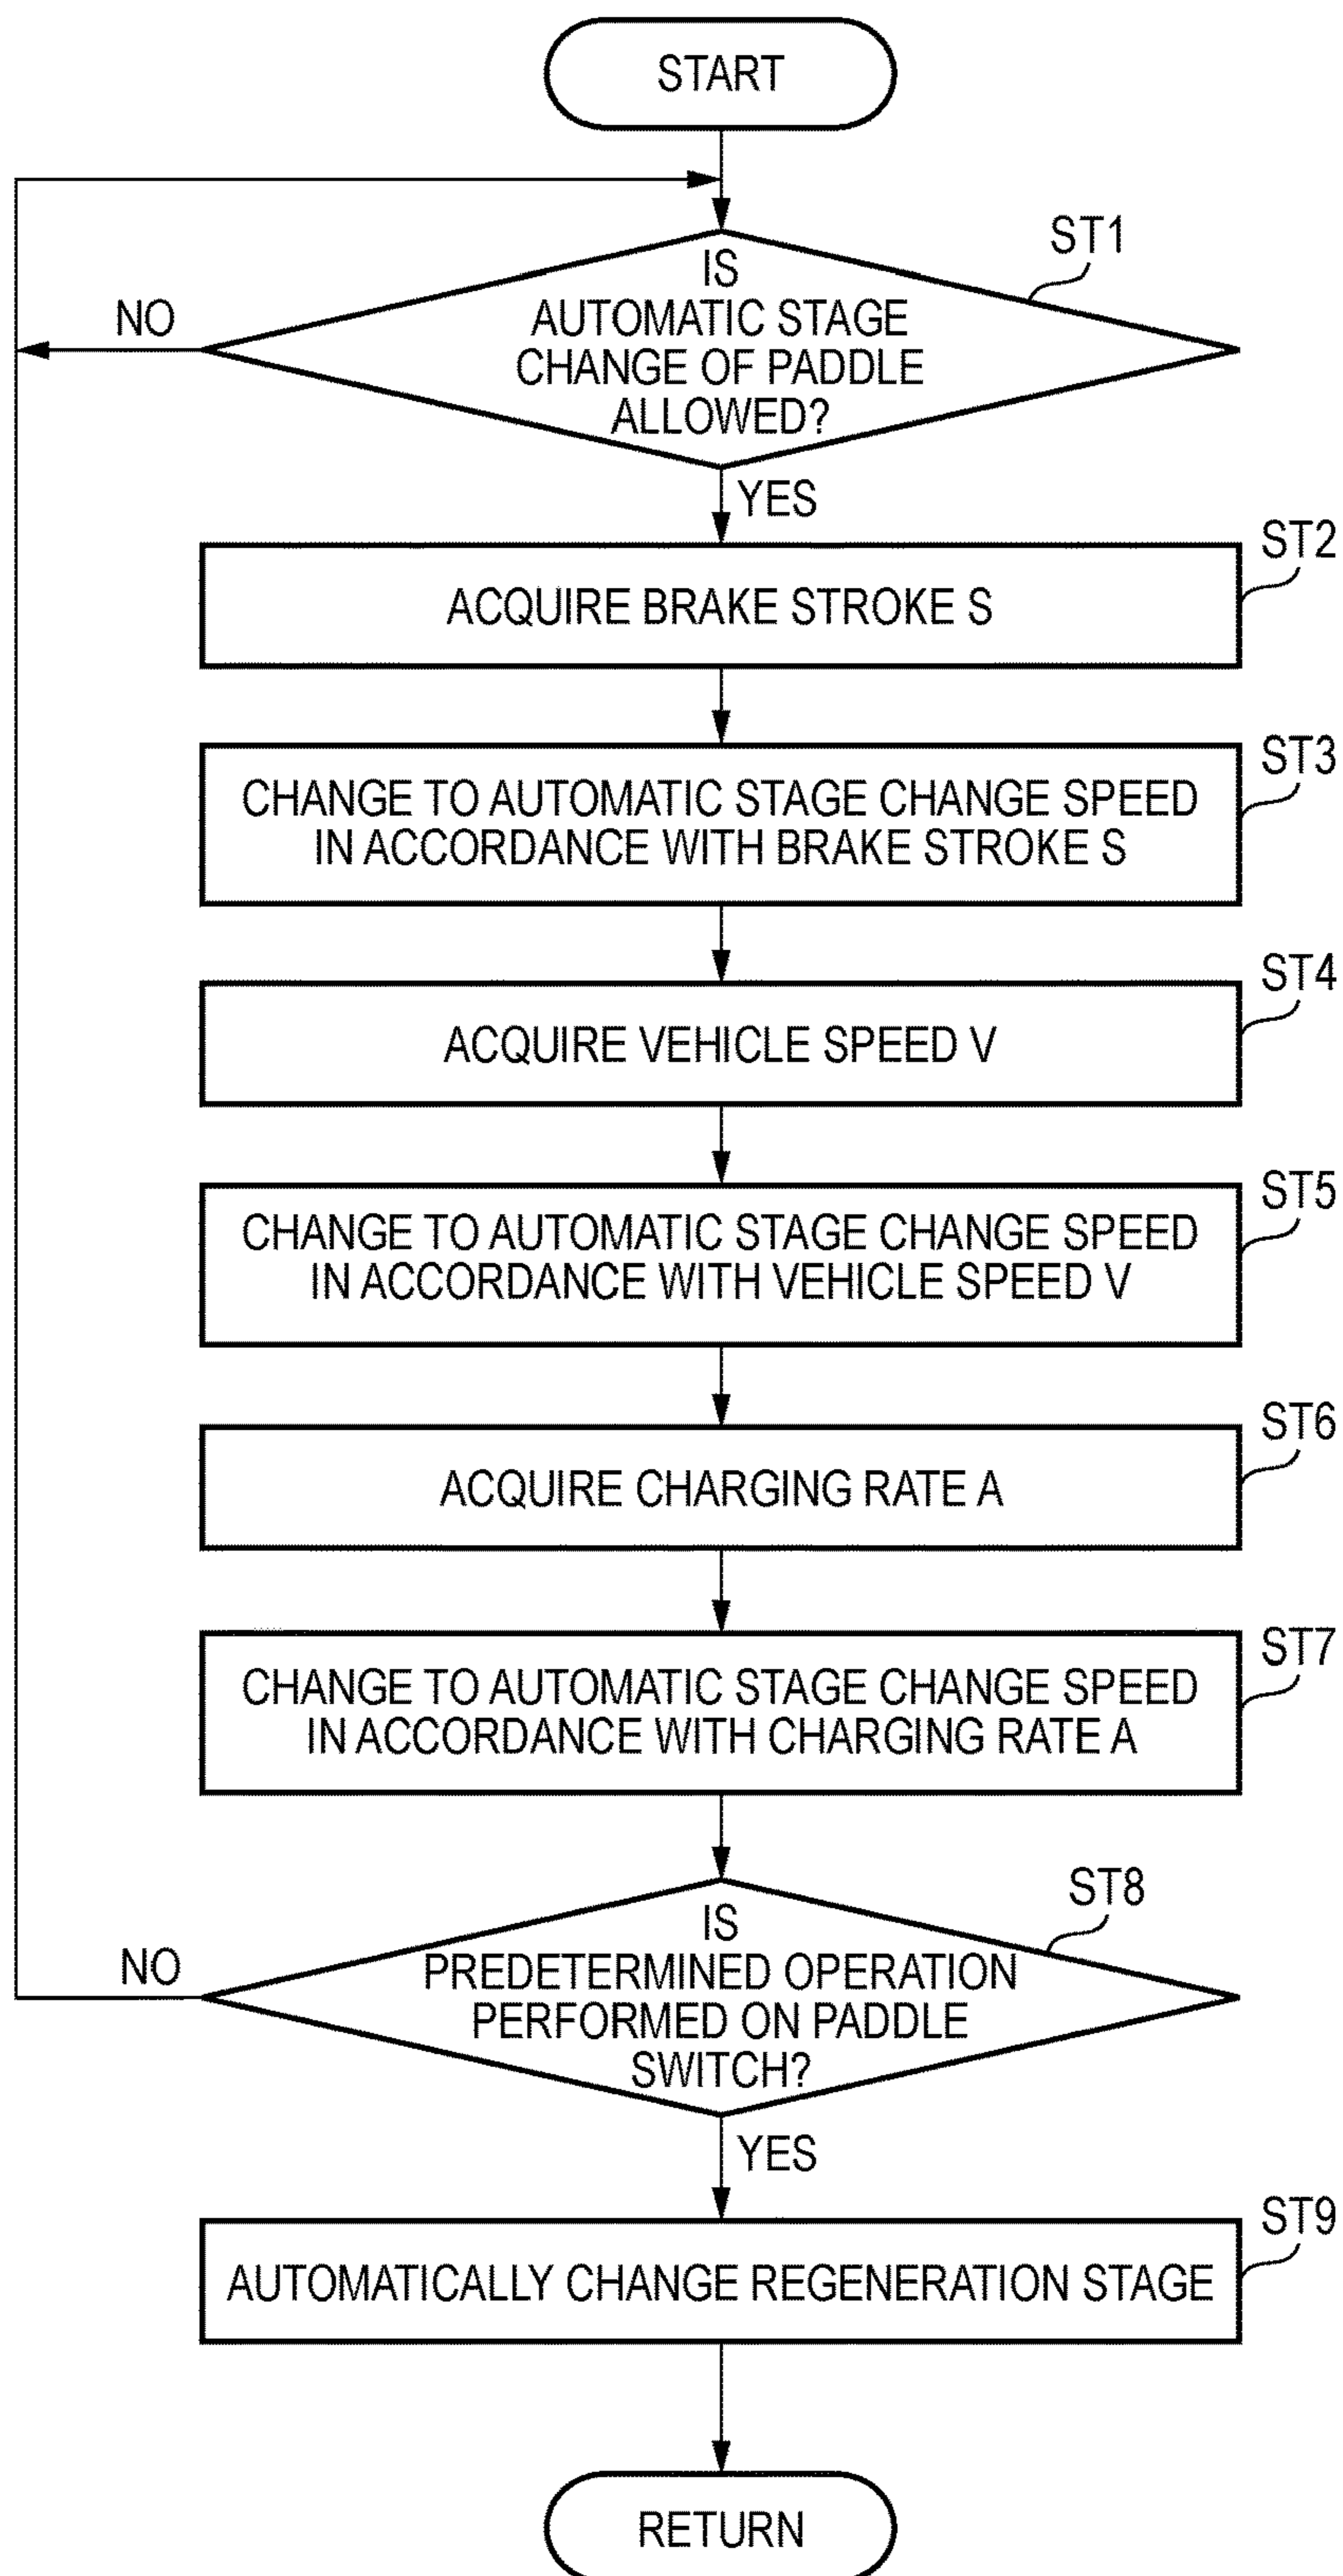 START
ST1
IS
AUTOMATIC STAGE
CHANGE OF PADDLE
ALLOWED?
NO
YES
ST2
ACQUIRE BRAKE STROKE S
ST3
CHANGE TO AUTOMATIC STAGE CHANGE SPEED
IN ACCORDANCE WITH BRAKE STROKE S
ST4
ACQUIRE VEHICLE SPEED V
ST5
CHANGE TO AUTOMATIC STAGE CHANGE SPEED
IN ACCORDANCE WITH VEHICLE SPEED V
ST6
ACQUIRE CHARGING RATE A
ST7
CHANGE TO AUTOMATIC STAGE CHANGE SPEED
IN ACCORDANCE WITH CHARGING RATE A
ST8
IS
PREDETERMINED OPERATION
PERFORMED ON PADDLE
SWITCH?
NO
YES
ST9
AUTOMATICALLY CHANGE REGENERATION STAGE
RETURN